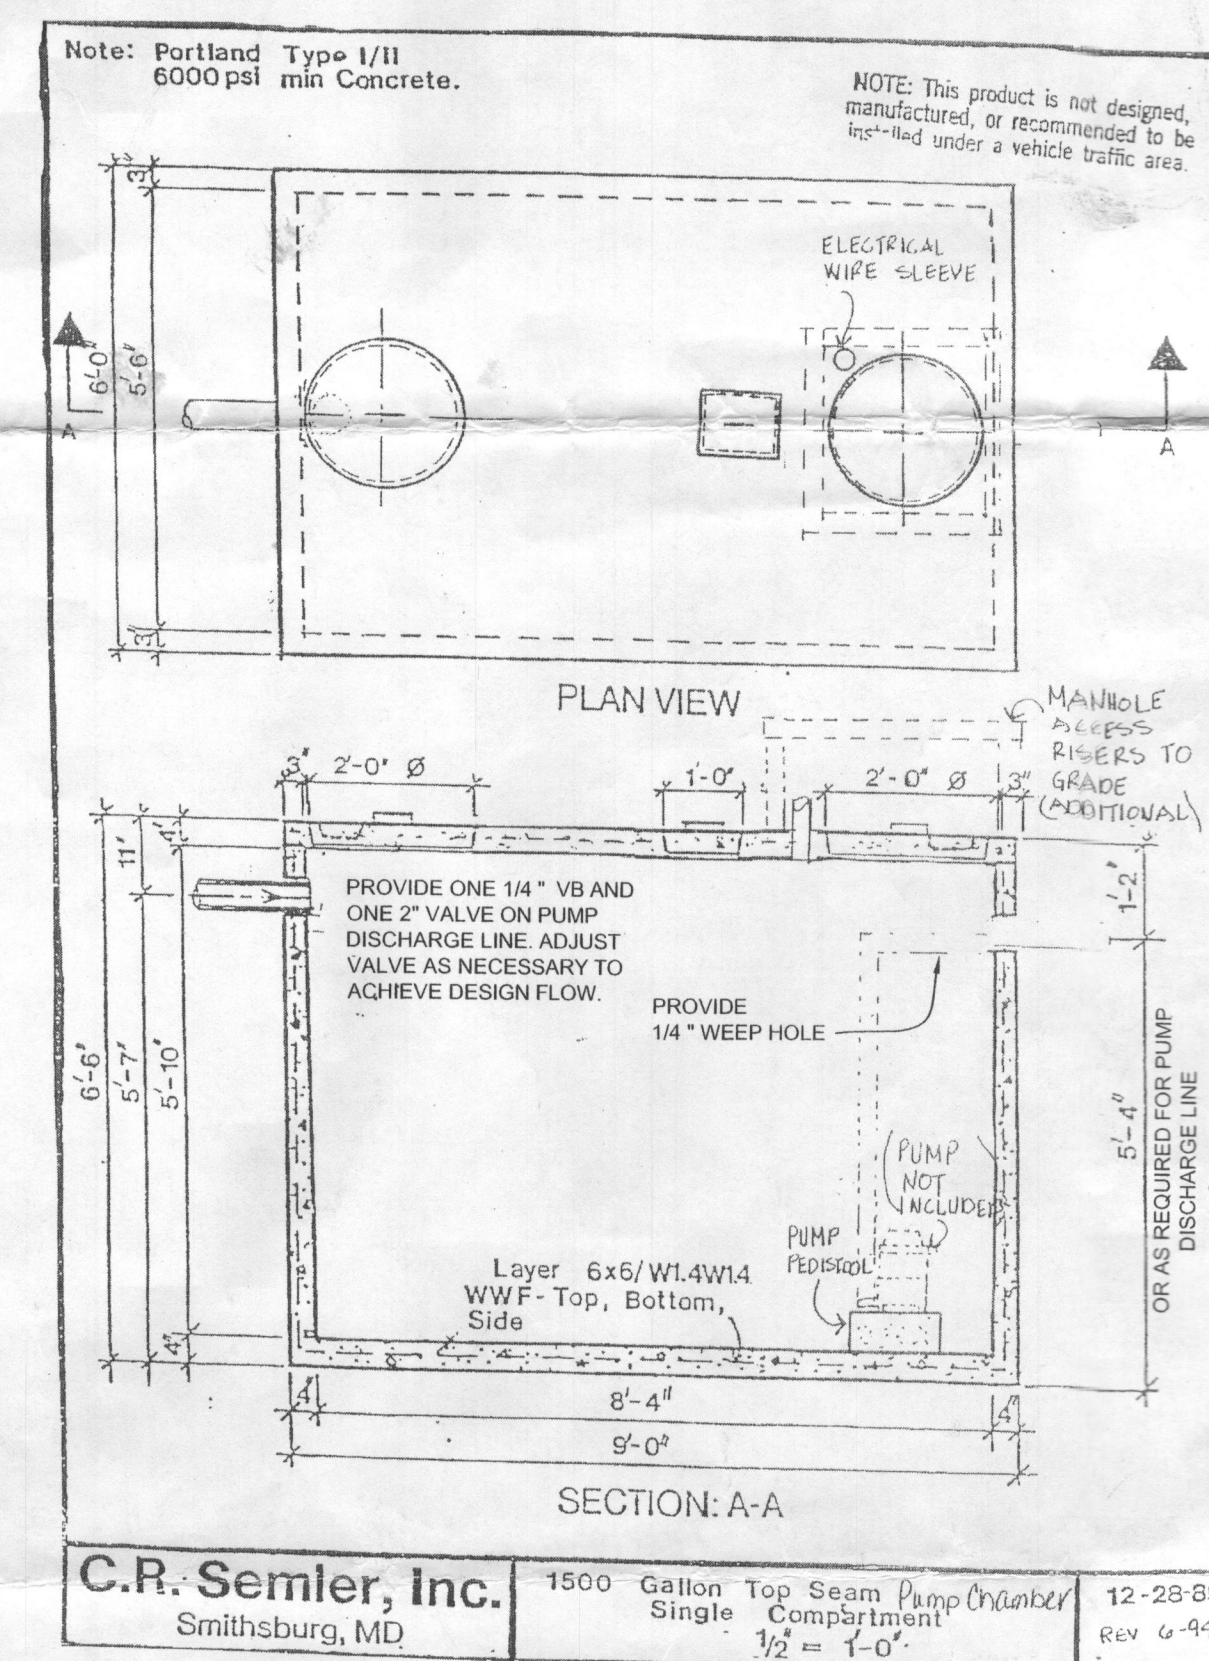 Note: Portland Type I/II
6000 psi min Concrete.
NOTE: This product is not designed,
manufactured, or recommended to be
under a vehicle traffic area.
3"
6'-0"
5'-6"
3"
A
ELECTRICAL
WIRE SLEEVE
A
PLAN VIEW
MANHOLE
ACCESS
RISERS TO
GRADE
(ADDITIONAL)
3" 2'-0" Ø 1'-0" 2'-0" Ø 3"
4"
11"
6'-6"
5'-7"
5'-10"
4"
PROVIDE ONE 1/4 " VB AND
ONE 2" VALVE ON PUMP
DISCHARGE LINE. ADJUST
VALVE AS NECESSARY TO
ACHIEVE DESIGN FLOW.
PROVIDE
1/4 " WEEP HOLE
1'-2"
5'-4"
OR AS REQUIRED FOR PUMP
DISCHARGE LINE
(PUMP
NOT
INCLUDED)
PUMP
PEDISTOOL
Layer 6x6/ W1.4W1.4
WWF-Top, Bottom,
Side
4" 8'-4" 4"
9'-0"
SECTION: A-A
C.R. Semler, Inc.
Smithsburg, MD
1500 Gallon Top Seam Pump Chamber
Single Compartment
1/2" = 1'-0"
12-28-8
REV 6-94